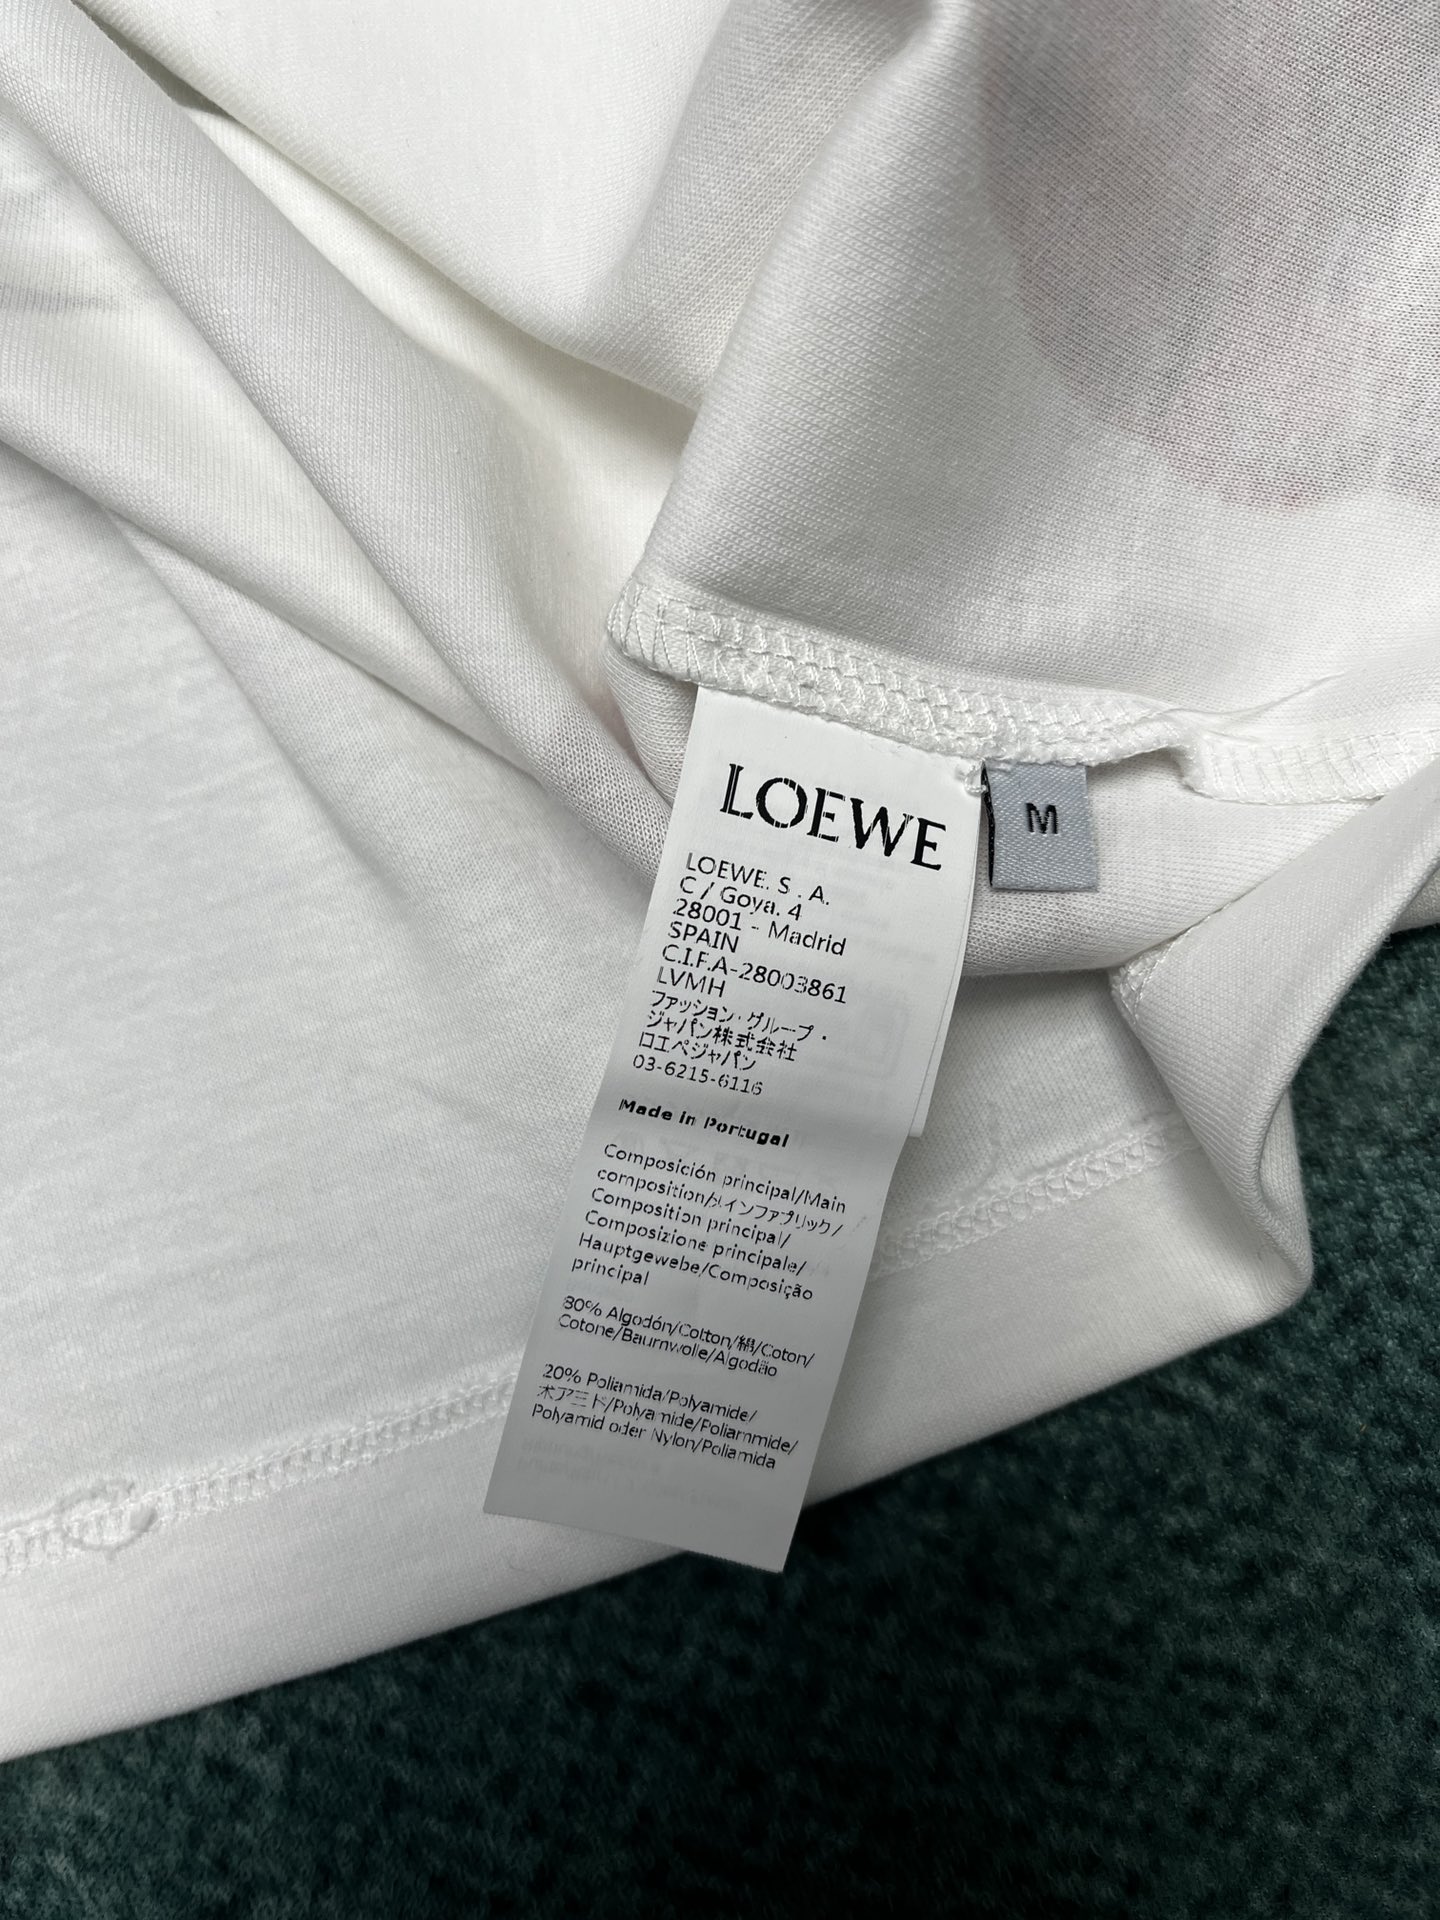 LOEWE
M
LOEWE. S . A.
C / Goya. 4
28001 - Madrid
SPAIN
C.I.F.A-28003861
LVMH
ファッション・グループ・
ジャパン株式会社
ロエベジャパン
03-6215-6116
Made in Portugal
Composición principal/Main
composition/メインファブリック/
Composition principal/
Composizione principale/
Hauptgewebe/Composição
principal
80% Algodón/Cotton/綿/Coton/
Cotone/Baurnwolle/Algodão
20% Poliamida/Polyamide/
ポアミド/Polyamide/Poliarnmide/
Polyamid oder Nylon/Poliamida